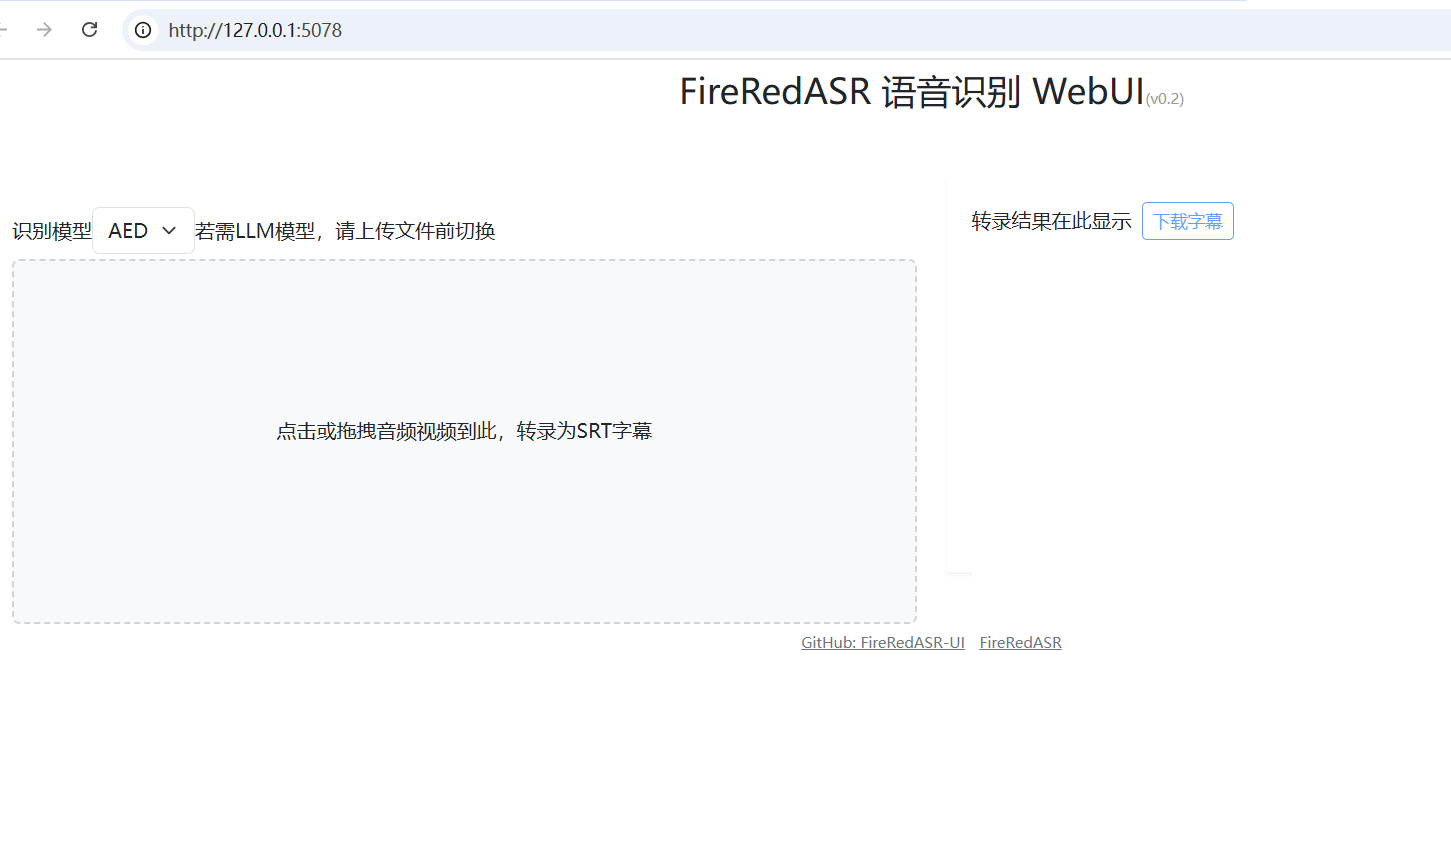 http://127.0.0.1:5078
FireRedASR 语音识别 WebUI(v0.2)
识别模型 AED 若需LLM模型，请上传文件前切换
点击或拖拽音频视频到此，转录为SRT字幕
转录结果在此显示 下载字幕
GitHub: FireRedASR-UI FireRedASR